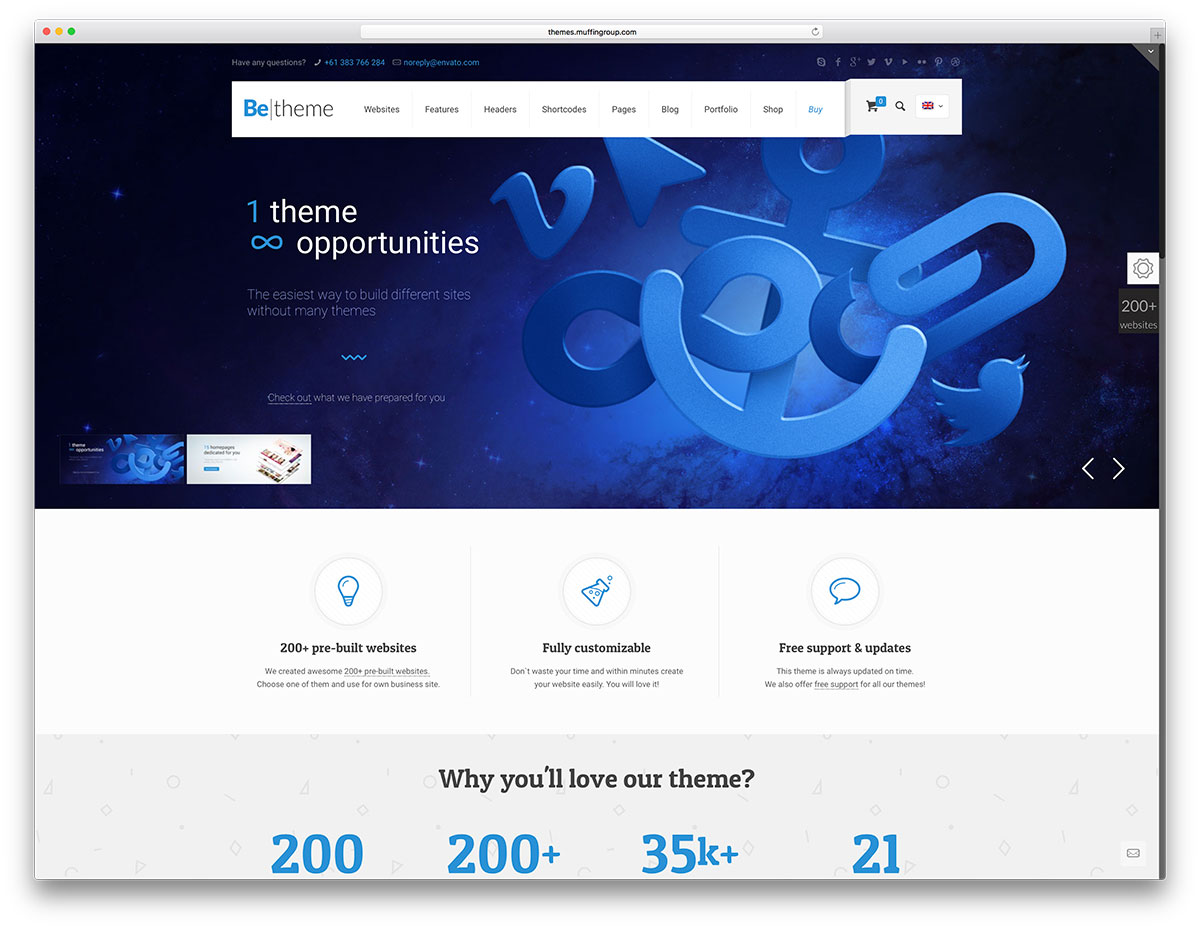 themes.muffingroup.com
Have any questions? +61 383 766 284 noreply@envato.com
Be|theme Websites Features Headers Shortcodes Pages Blog Portfolio Shop Buy 0
1 theme
∞ opportunities
The easiest way to build different sites
without many themes
Check out what we have prepared for you
200+
websites
1 theme
∞ opportunities
homepages
dedicated for you
200+ pre-built websites
We created awesome 200+ pre-built websites.
Choose one of them and use for own business site.
Fully customizable
Don`t waste your time and within minutes create
your website easily. You will love it!
Free support & updates
This theme is always updated on time.
We also offer free support for all our themes!
Why you'll love our theme?
200 200+ 35k+ 21